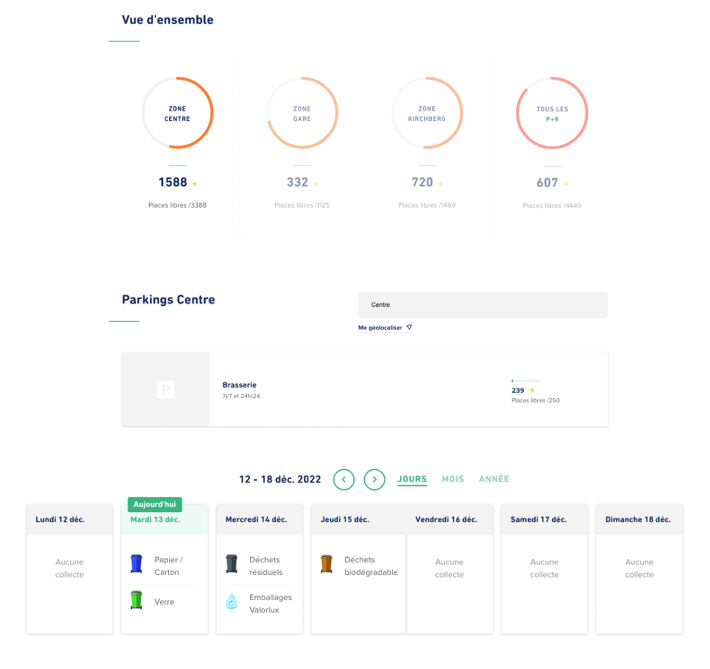 Vue d'ensemble
ZONE
CENTRE
1588
Places libres /3388
ZONE
GARE
332
Places libres /1125
ZONE
KIRCHBERG
720
Places libres /1469
TOUS LES
P+R
607
Places libres /4440
Parkings Centre
Centre
Me géolocaliser
P
Brasserie
7j/7 et 24h/24.
239
Places libres /250
12 - 18 déc. 2022
JOURS MOIS ANNÉE
Lundi 12 déc.
Aucune
collecte
Aujourd'hui
Mardi 13 déc.
Papier /
Carton
Verre
Mercredi 14 déc.
Déchets
résiduels
Emballages
Valorlux
Jeudi 15 déc.
Déchets
biodégradable
Vendredi 16 déc.
Aucune
collecte
Samedi 17 déc.
Aucune
collecte
Dimanche 18 déc.
Aucune
collecte